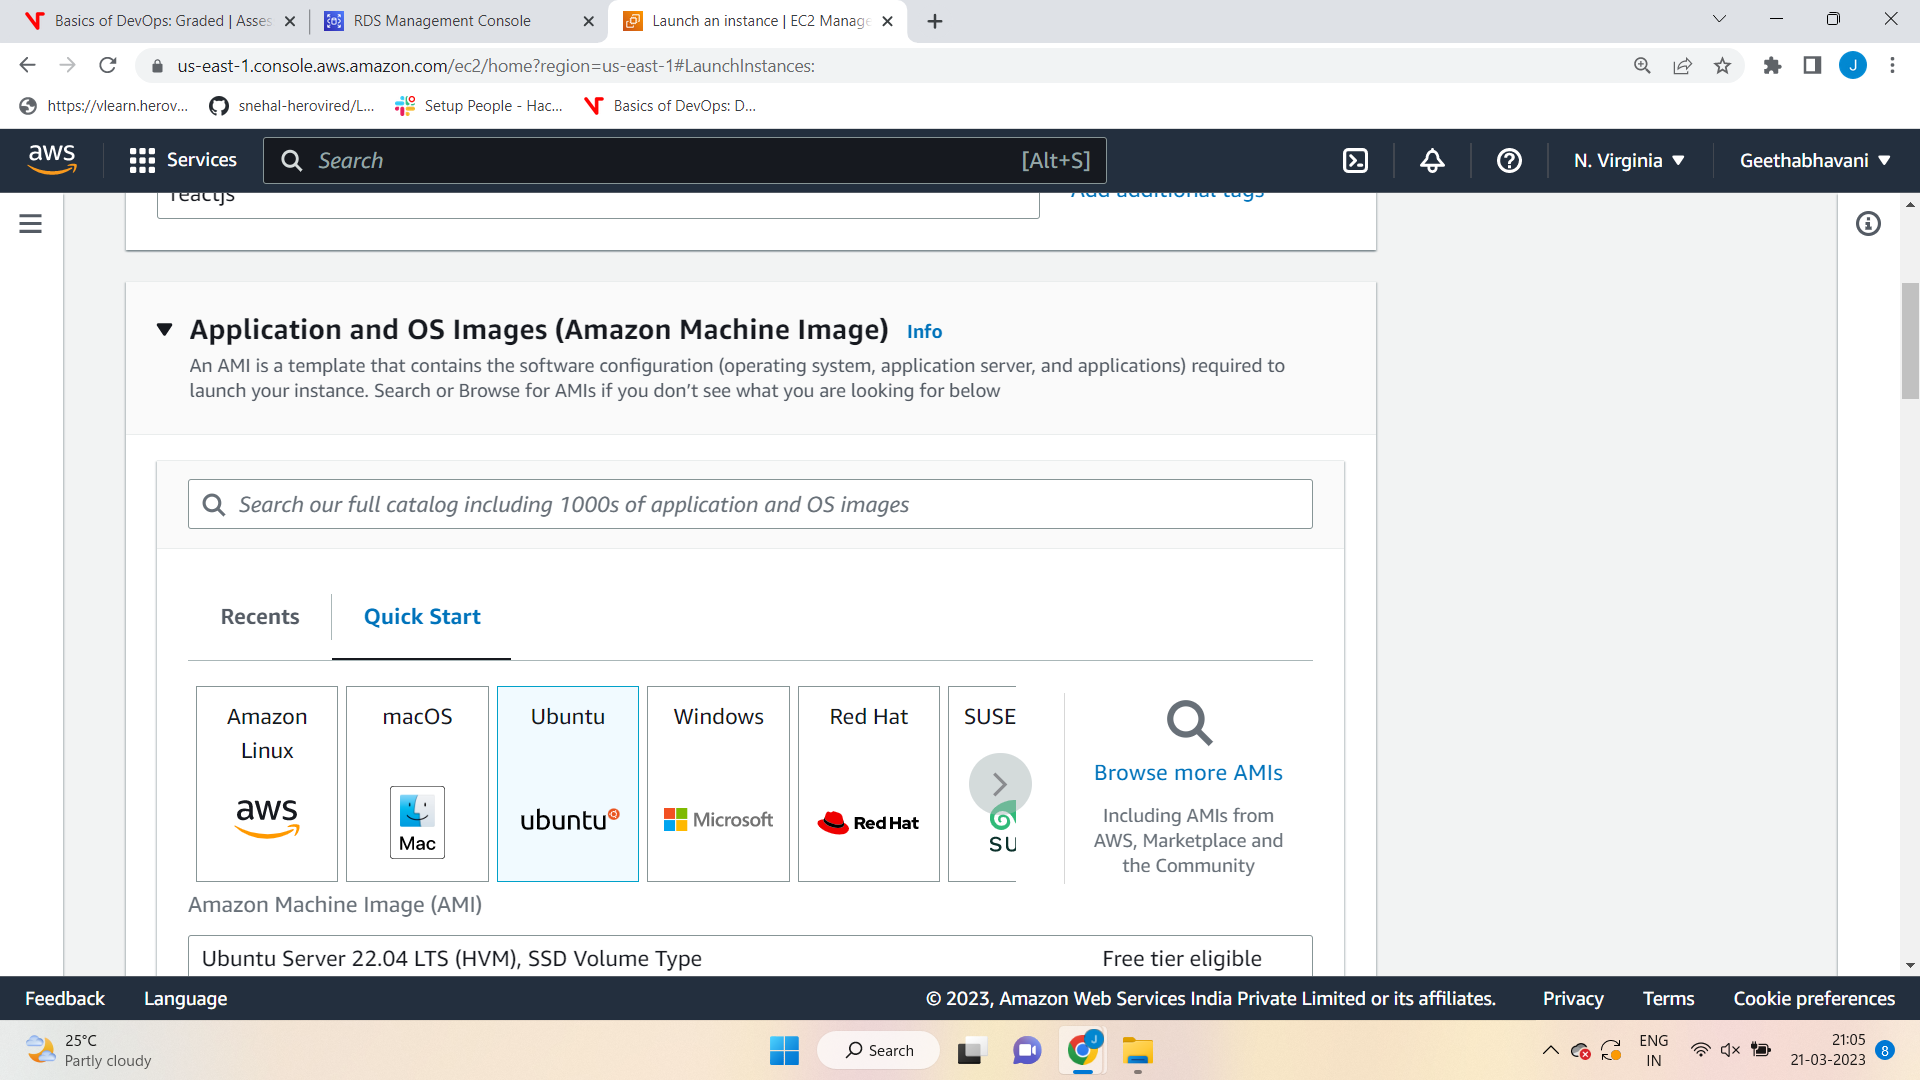 Basics of DevOps: Graded | Asses
RDS Management Console
Launch an instance | EC2 Manage
us-east-1.console.aws.amazon.com/ec2/home?region=us-east-1#LaunchInstances:
J
https://vlearn.herov...
snehal-herovired/L...
Setup People - Hac...
Basics of DevOps: D...
aws
Services
Search
[Alt+S]
N. Virginia
Geethabhavani
reactjs
Add additional tags
Application and OS Images (Amazon Machine Image) Info
An AMI is a template that contains the software configuration (operating system, application server, and applications) required to
launch your instance. Search or Browse for AMIs if you don’t see what you are looking for below
Search our full catalog including 1000s of application and OS images
Recents
Quick Start
Amazon
Linux
aws
macOS
Mac
Ubuntu
ubuntu
Windows
Microsoft
Red Hat
Red Hat
SUSE
SU
Browse more AMIs
Including AMIs from
AWS, Marketplace and
the Community
Amazon Machine Image (AMI)
Ubuntu Server 22.04 LTS (HVM), SSD Volume Type
Free tier eligible
Feedback
Language
© 2023, Amazon Web Services India Private Limited or its affiliates.
Privacy
Terms
Cookie preferences
25°C
Partly cloudy
Search
J
ENG
IN
21:05
21-03-2023
8